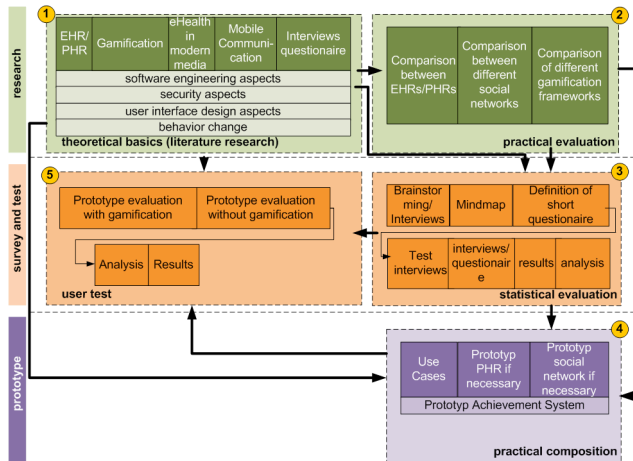 research
1
EHR/
PHR
Gamification
eHealth
in
modern
media
Mobile
Communi-
cation
Interviews
questionaire
software engineering aspects
security aspects
user interface design aspects
behavior change
theoretical basics (literature research)
2
Comparison
between
EHRs/PHRs
Comparison
between
different
social
networks
Comparison
of different
gamification
frameworks
practical evaluation
survey and test
5
Prototype evaluation
with gamification
Prototype evaluation
without gamification
Analysis
Results
user test
3
Brainsto
rming/
Interviews
Mindmap
Definition of
short
questionaire
Test
interviews
interviews/
questionair
e
results
analysis
statistical evaluation
prototype
4
Use
Cases
Prototyp
PHR if
necessary
Prototyp
social
network if
necessary
Prototyp Achievement System
practical composition